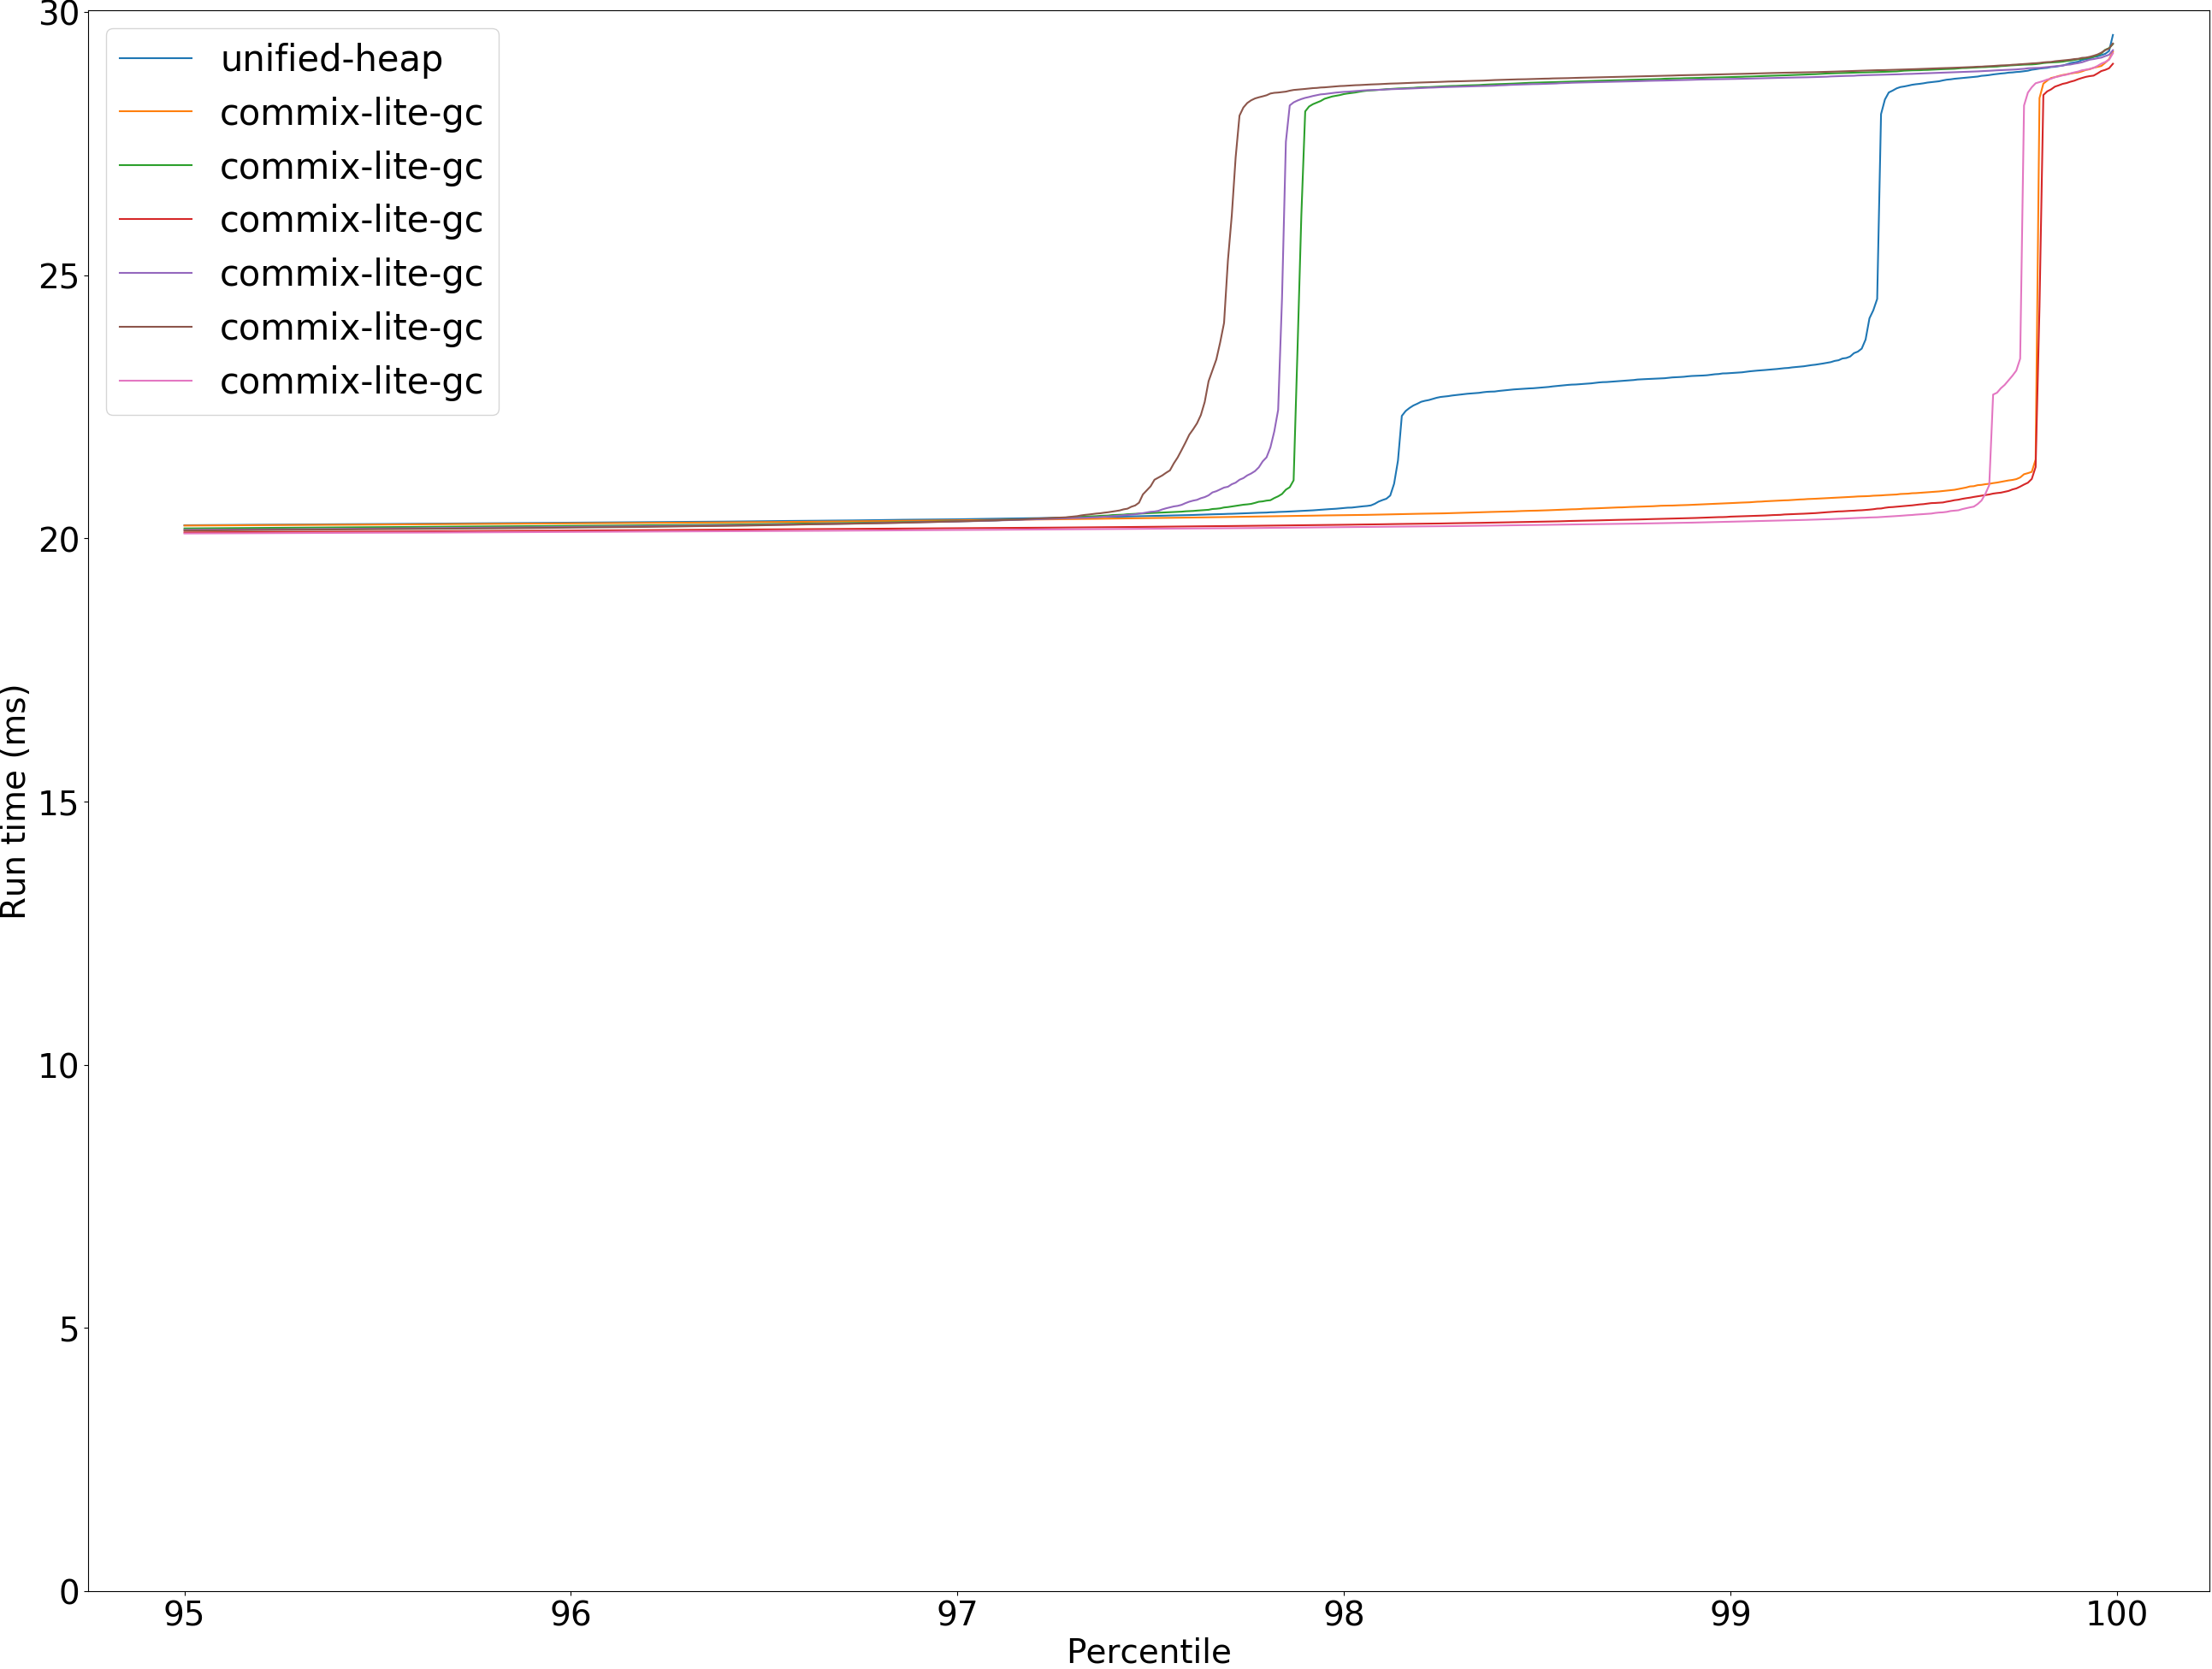 unified-heap
commix-lite-gc
commix-lite-gc
commix-lite-gc
commix-lite-gc
commix-lite-gc
commix-lite-gc
30
25
20
15
10
5
0
Run time (ms)
95 96 97 98 99 100
Percentile